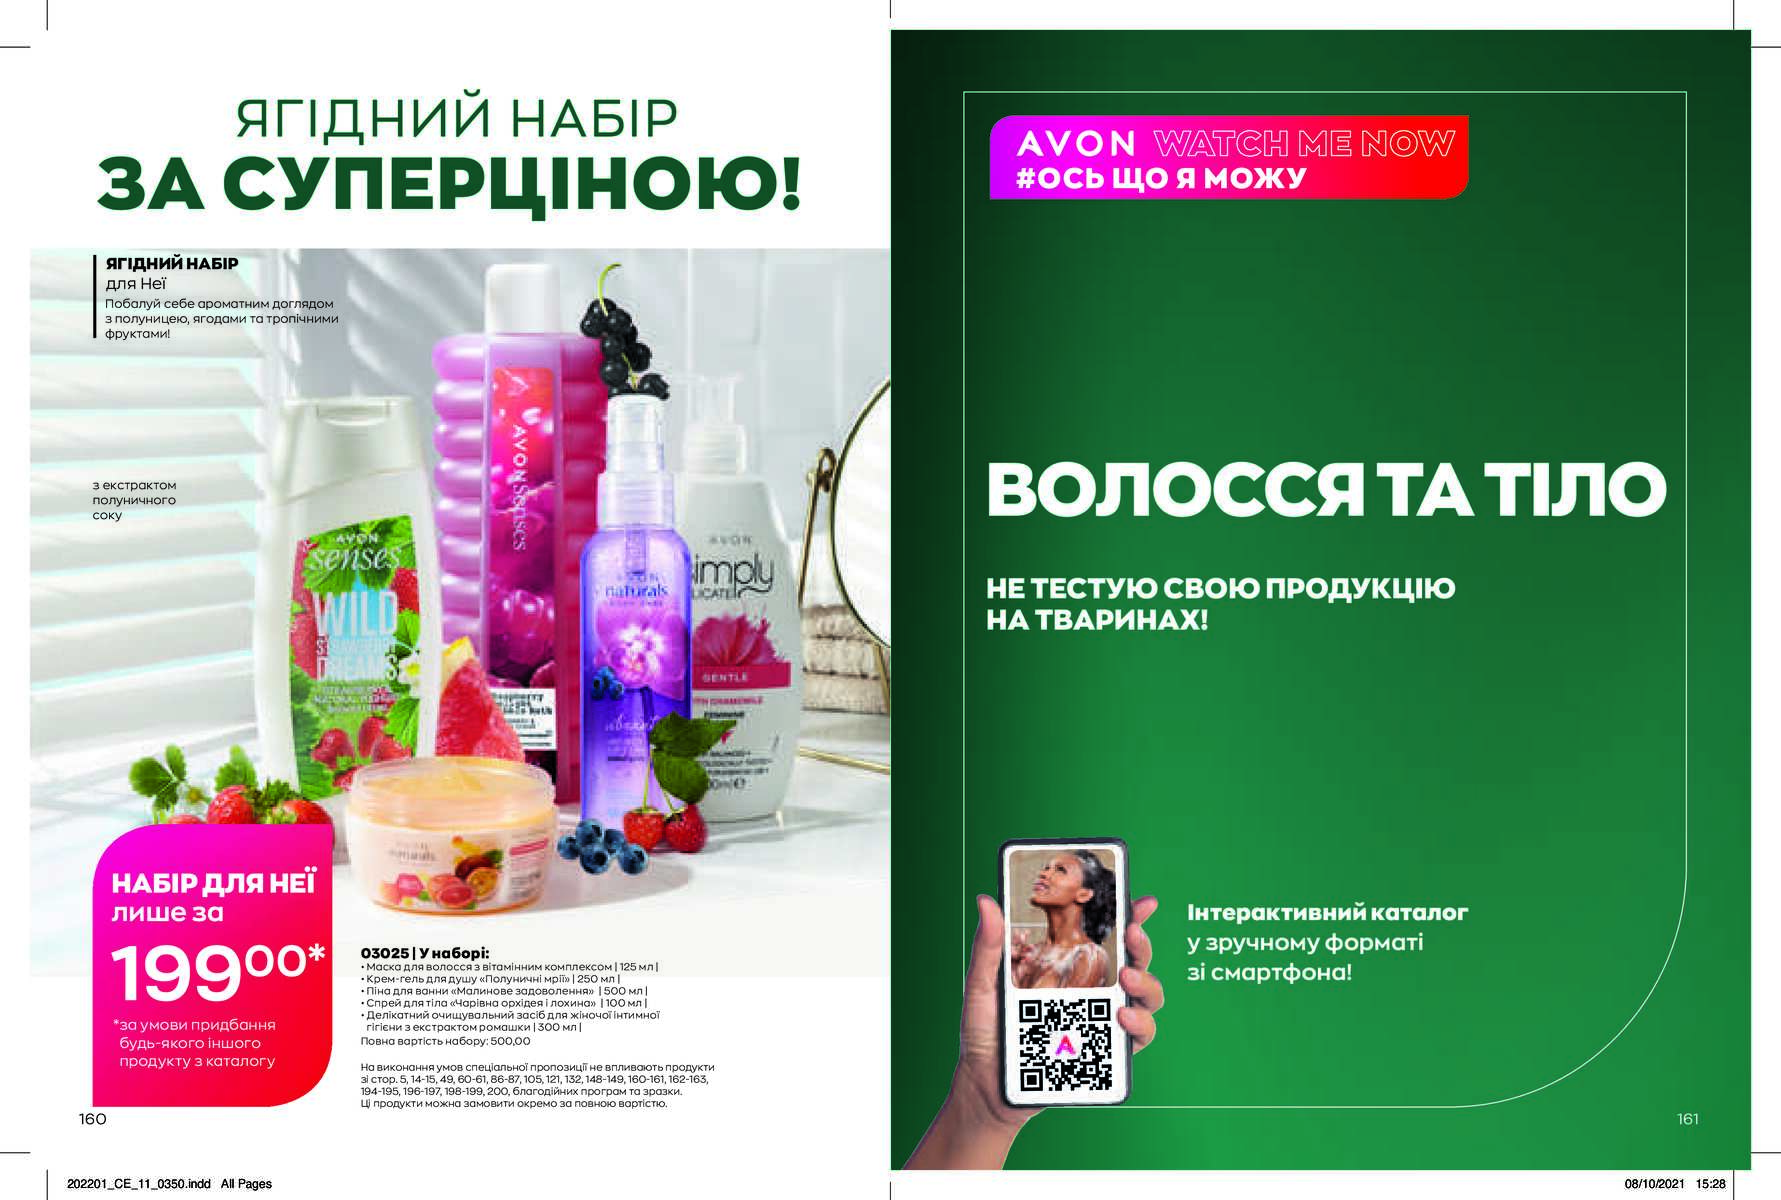 ЯГІДНИЙ НАБІР
ЗА СУПЕРЦІНОЮ!
ЯГІДНИЙ НАБІР
для Неї
Побалуй себе ароматним доглядом
з полуницею, ягодами та тропічними
фруктами!
з екстрактом
полуничного
соку
AVON
senses
WILD
STRAWBERRY
DREAMS
AVON Senses
AVON
naturals
AVON
imply
LICATE
GENTLE
AVON
naturals
НАБІР ДЛЯ НЕЇ
лише за
19900*
*за умови придбання
будь-якого іншого
продукту з каталогу
03025 | У наборі:
• Маска для волосся з вітамінним комплексом | 125 мл |
• Крем-гель для душу «Полуничні мрії» | 250 мл |
• Піна для ванни «Малинове задоволення» | 500 мл |
• Спрей для тіла «Чарівна орхідея і лохина» | 100 мл |
• Делікатний очищувальний засіб для жіночої інтимної
гігієни з екстрактом ромашки | 300 мл |
Повна вартість набору: 500,00
На виконання умов спеціальної пропозиції не впливають продукти
зі стор. 5, 14-15, 49, 60-61, 86-87, 105, 121, 132, 148-149, 160-161, 162-163,
194-195, 196-197, 198-199, 200, благодійних програм та зразки.
Ці продукти можна замовити окремо за повною вартістю.
160
AVON WATCH ME NOW
#ОСЬ ЩО Я МОЖУ
ВОЛОССЯ ТА ТІЛО
НЕ ТЕСТУЮ СВОЮ ПРОДУКЦІЮ
НА ТВАРИНАХ!
Інтерактивний каталог
у зручному форматі
зі смартфона!
161
202201_CE_11_0350.indd All Pages
08/10/2021 15:28